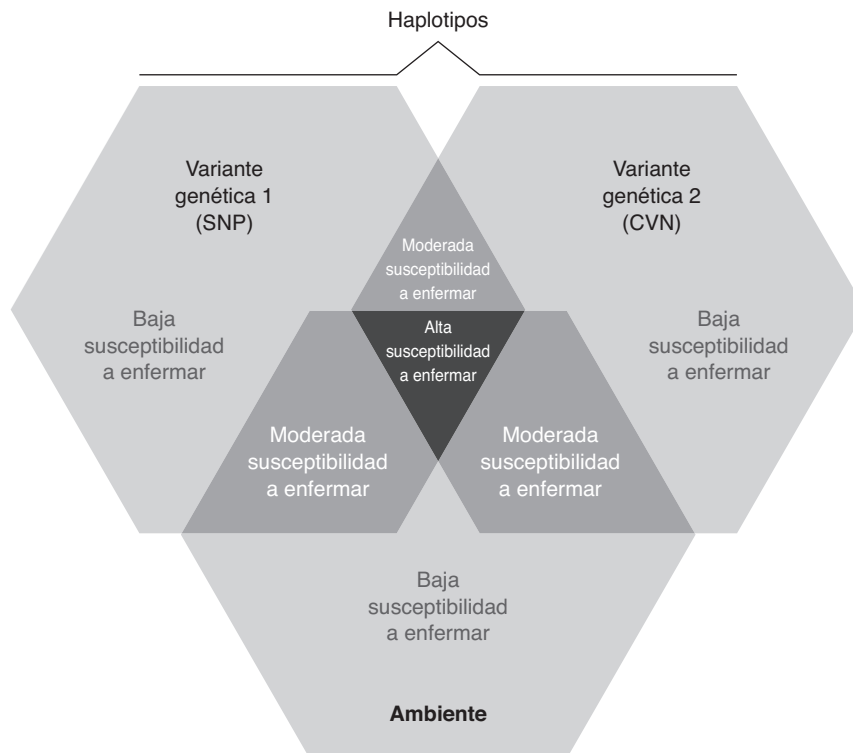 Haplotipos
Variante
genética 1
(SNP)
Variante
genética 2
(CVN)
Moderada
susceptibilidad
a enfermar
Baja
susceptibilidad
a enfermar
Alta
susceptibilidad
a enfermar
Baja
susceptibilidad
a enfermar
Moderada
susceptibilidad
a enfermar
Moderada
susceptibilidad
a enfermar
Baja
susceptibilidad
a enfermar
Ambiente